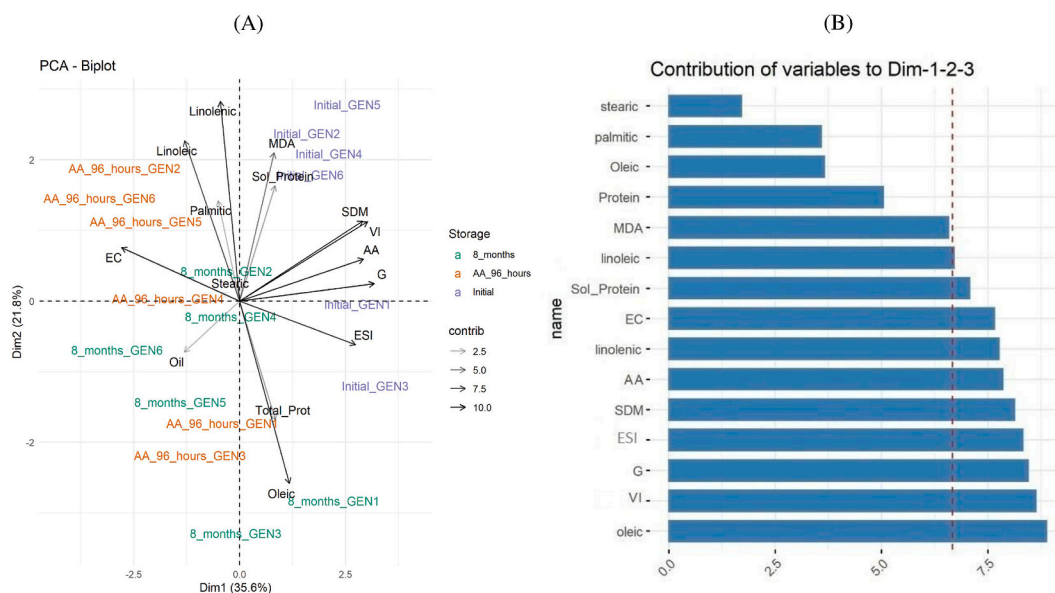 (A)
PCA - Biplot
Linolenic
Initial_GEN5
Initial_GEN2
MDA
Linoleic
Initial_GEN4
AA_96_hours_GEN2
Sol_Protein
Initial_GEN6
AA_96_hours_GEN6
Palmitic
SDM
AA_96_hours_GEN5
VI
AA
EC
G
8_months_GEN2
Stearic
AA_96_hours_GEN4
Initial_GEN1
8_months_GEN4
ESI
8_months_GEN6
Oil
Initial_GEN3
8_months_GEN5
Total_Prot
AA_96_hours_GEN
AA_96_hours_GEN3
Oleic
8_months_GEN1
8_months_GEN3
2
0
-2
Dim2 (21.8%)
-2.5
0.0
2.5
Dim1 (35.6%)
Storage
a 8_months
a AA_96_hours
a Initial
contrib
2.5
5.0
7.5
10.0
(B)
Contribution of variables to Dim-1-2-3
stearic
palmitic
Oleic
Protein
MDA
linoleic
Sol_Protein
EC
linolenic
AA
SDM
ESI
G
VI
oleic
name
0.0
2.5
5.0
7.5